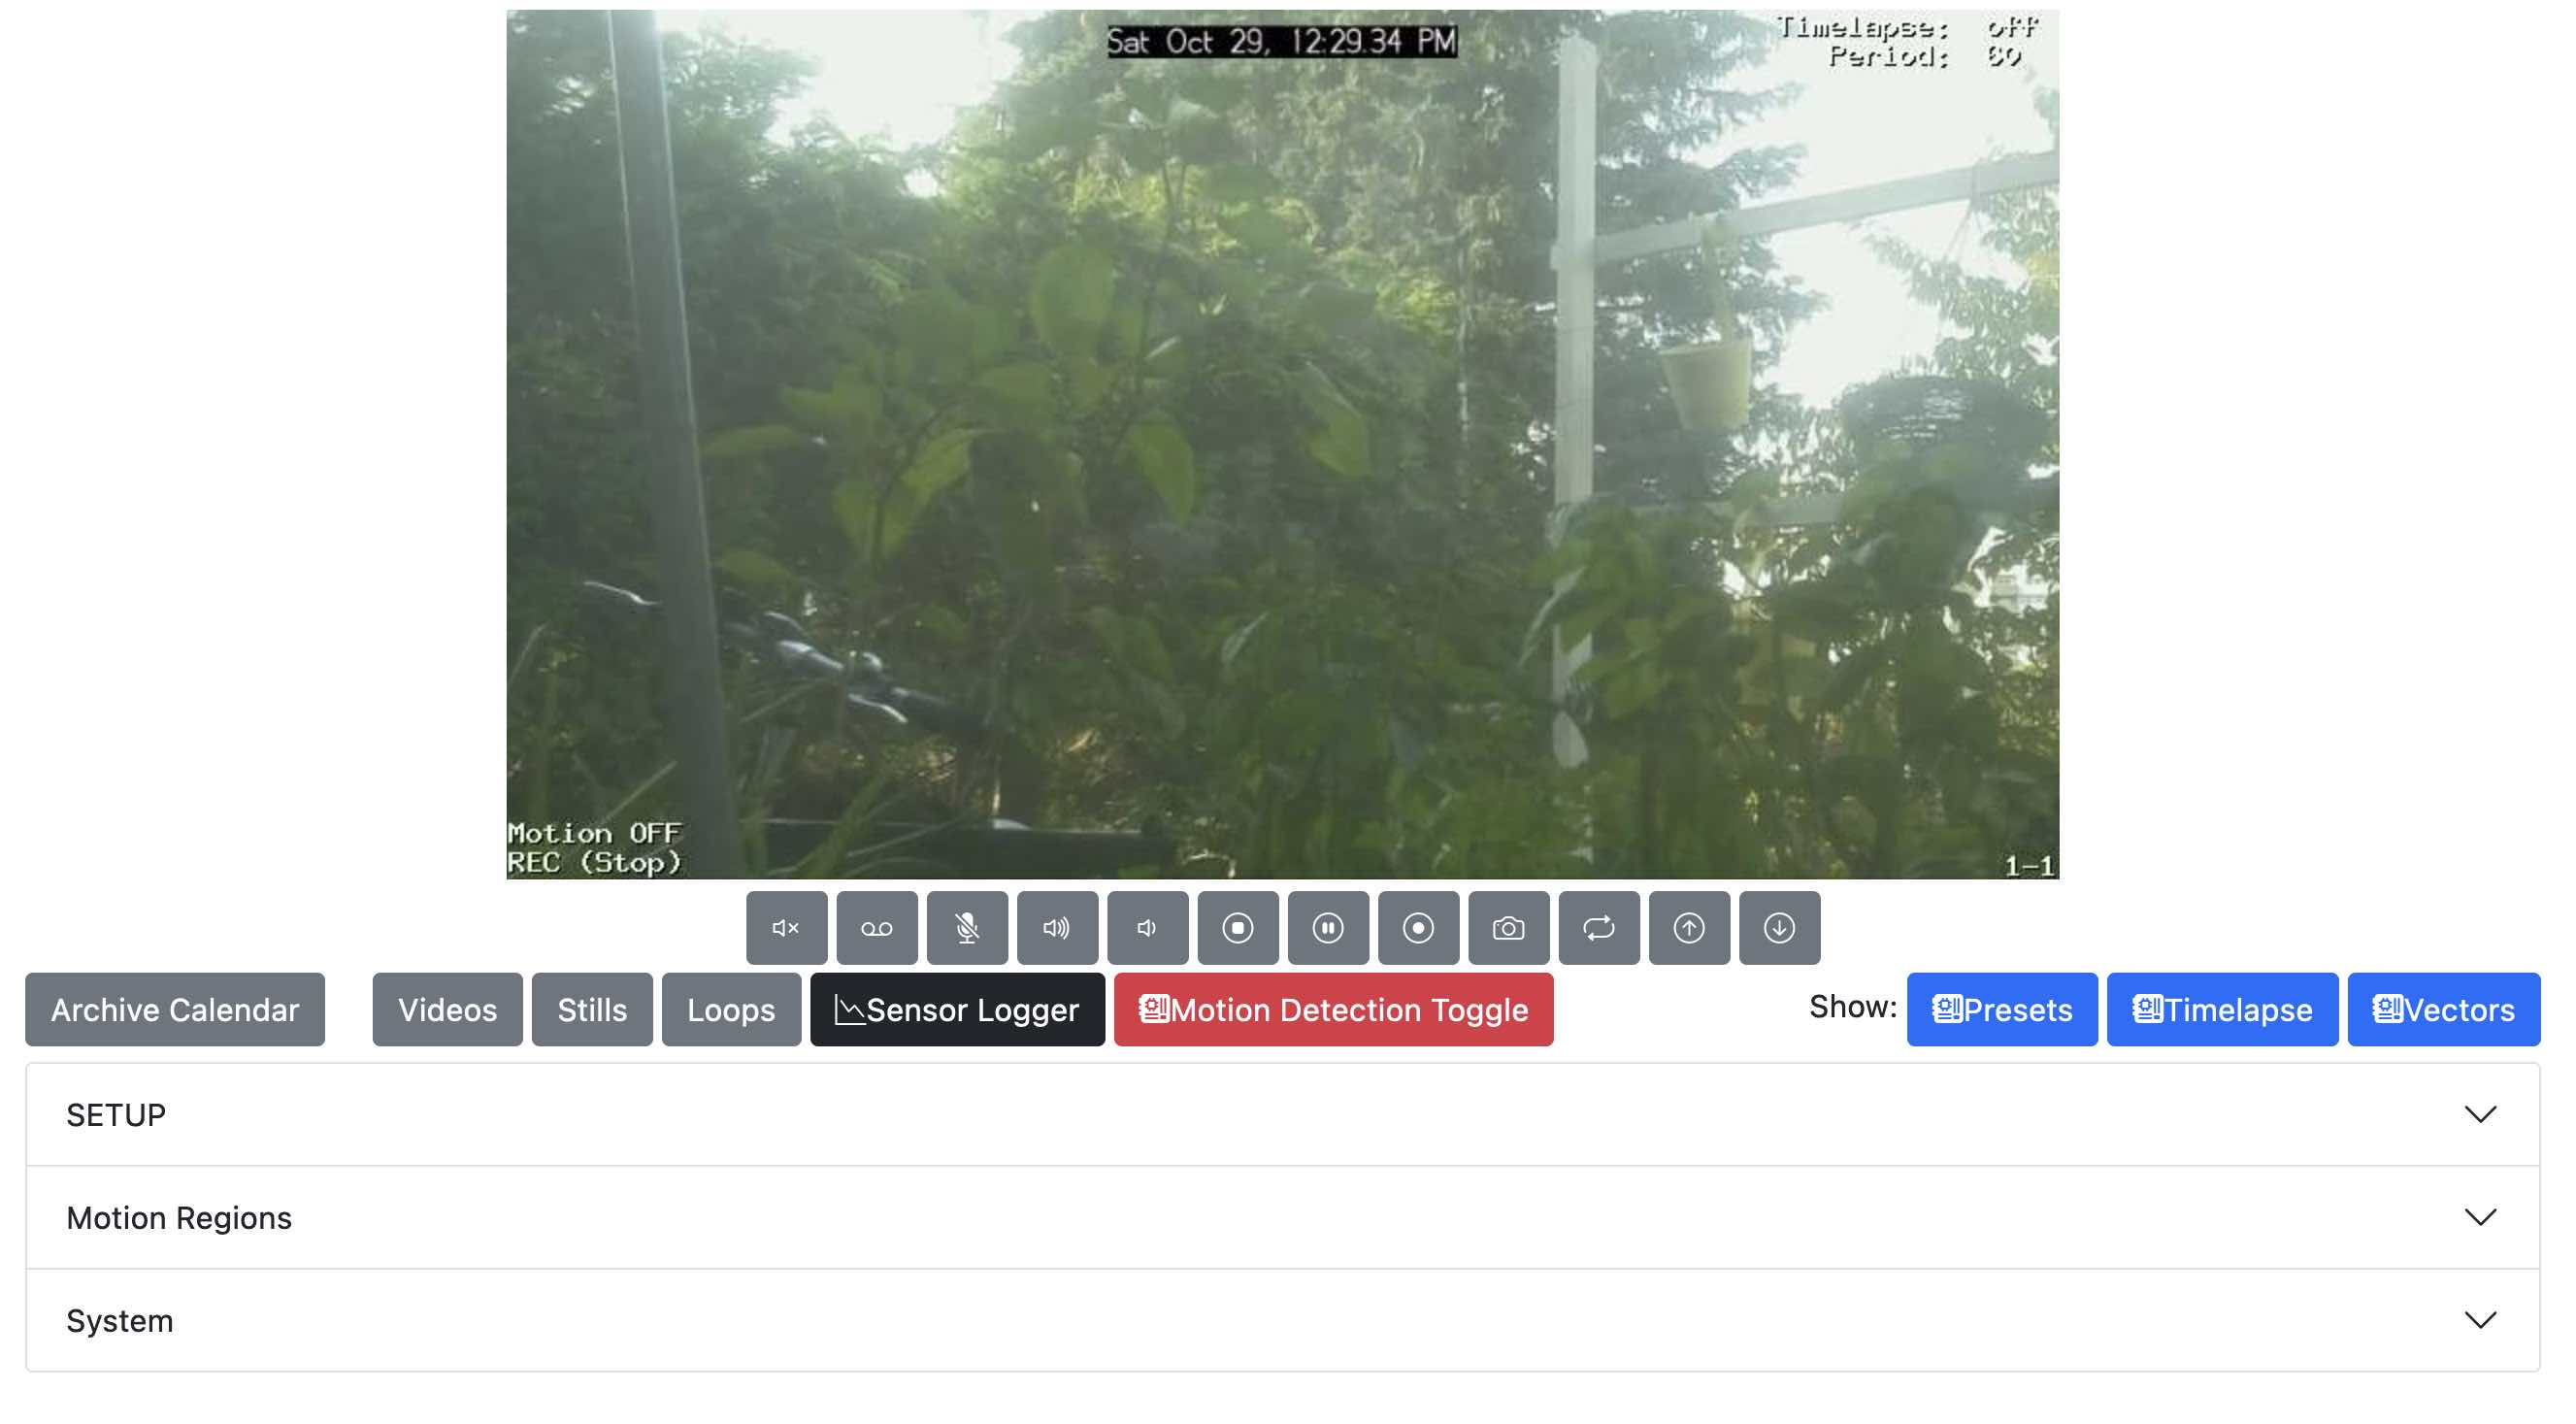 Sat Oct 29, 12:29.34 PM
Timelapse: off
Period: 60
Motion OFF
REC (Stop)
1-1
Archive Calendar
Videos
Stills
Loops
Sensor Logger
Motion Detection Toggle
Show:
Presets
Timelapse
Vectors
SETUP
Motion Regions
System